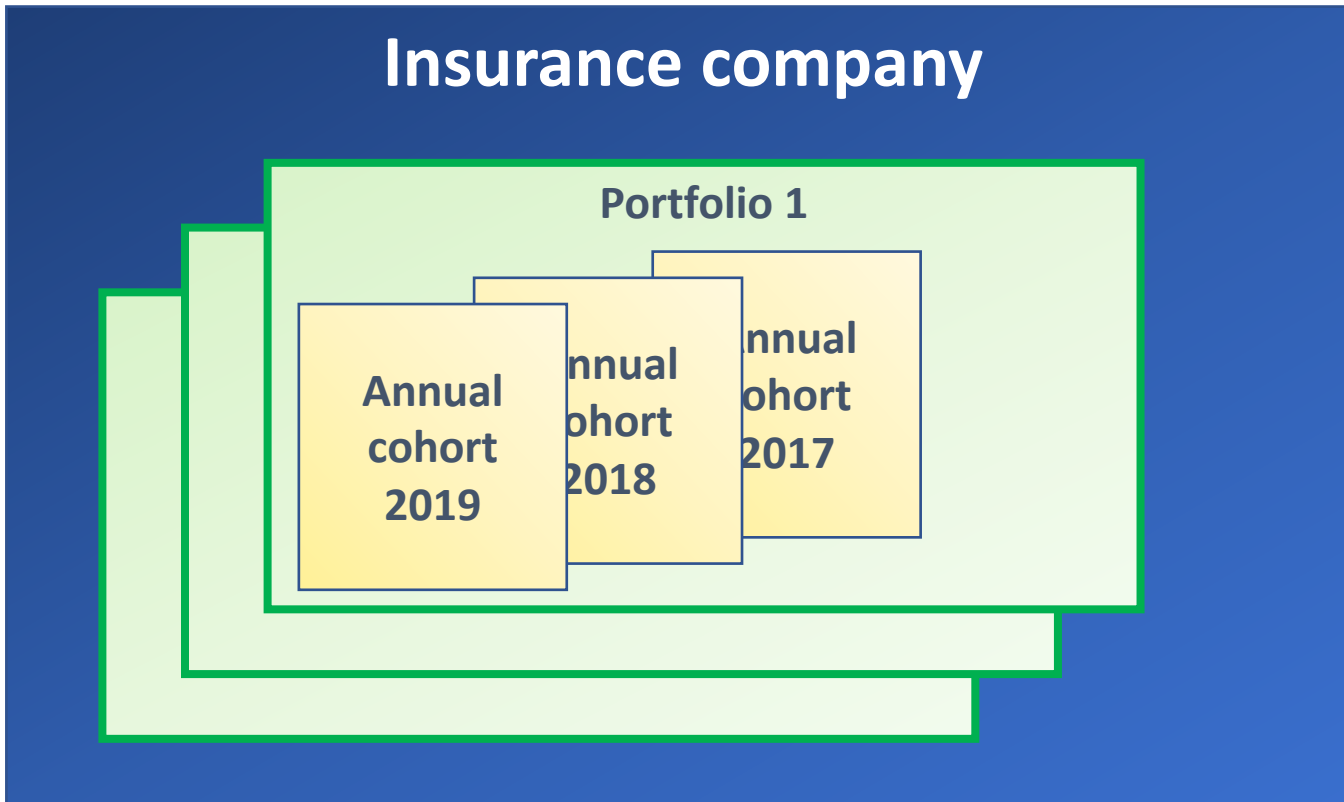 Insurance company
Portfolio 1
Annual
cohort
2019
nnual
ohort
2018
nnual
ohort
2017